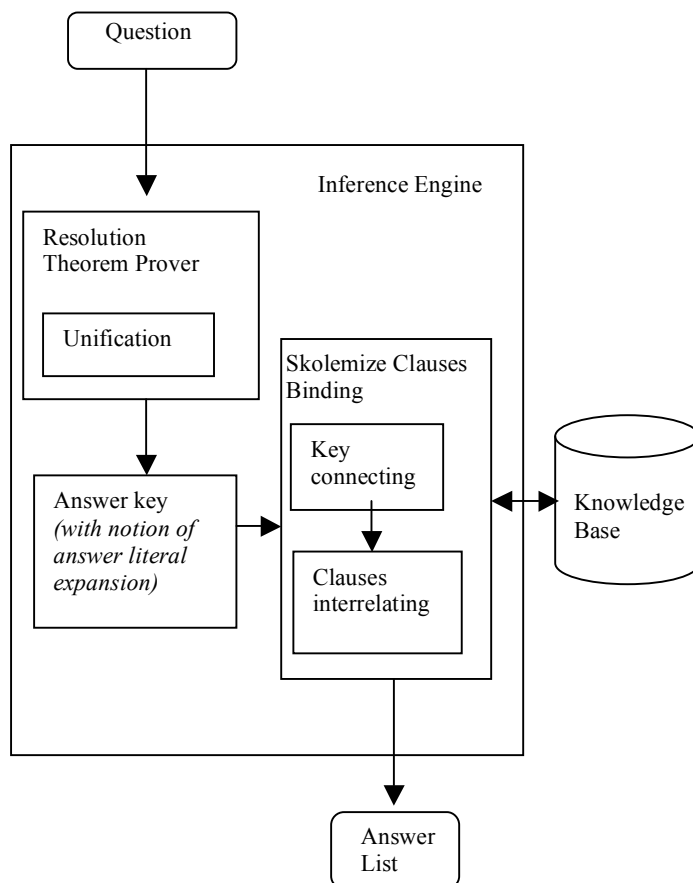 Question
Inference Engine
Resolution
Theorem Prover
Unification
Skolemize Clauses
Binding
Key
connecting
Answer key
(with notion of
answer literal
expansion)
Clauses
interrelating
Knowledge
Base
Answer
List